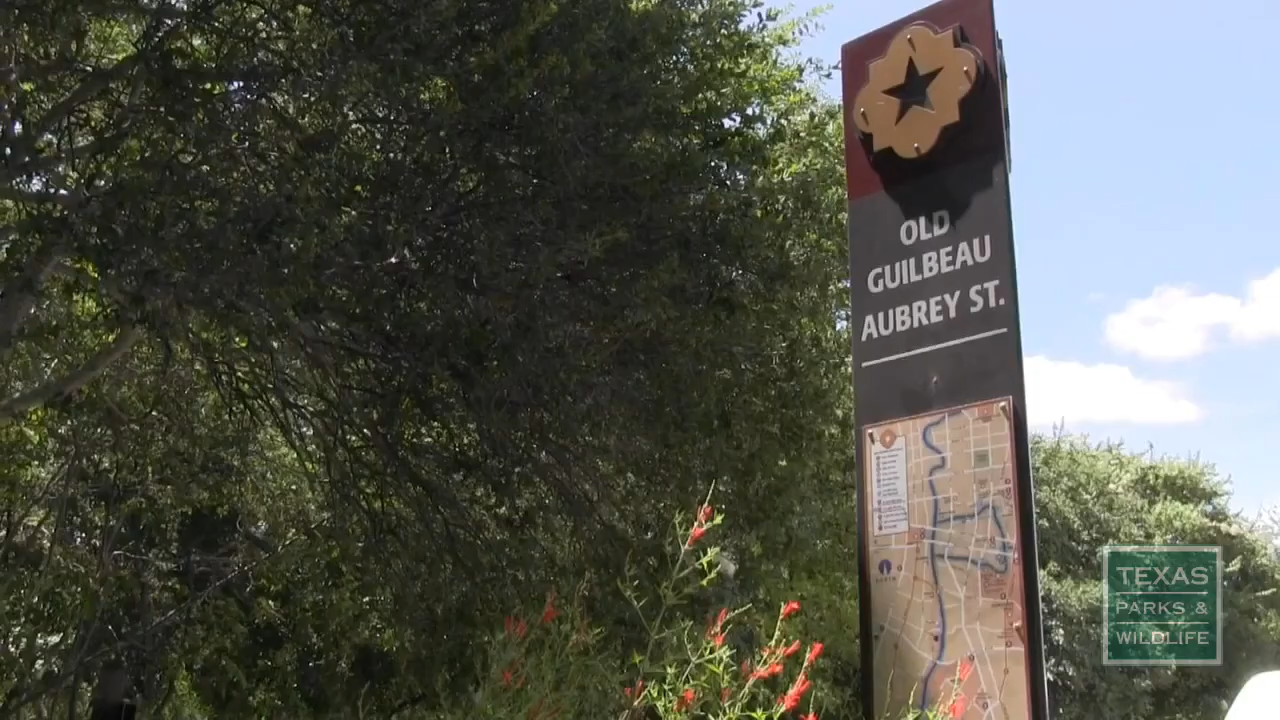 OLD
GUILBEAU
AUBREY ST.
TEXAS
PARKS &
WILDLIFE